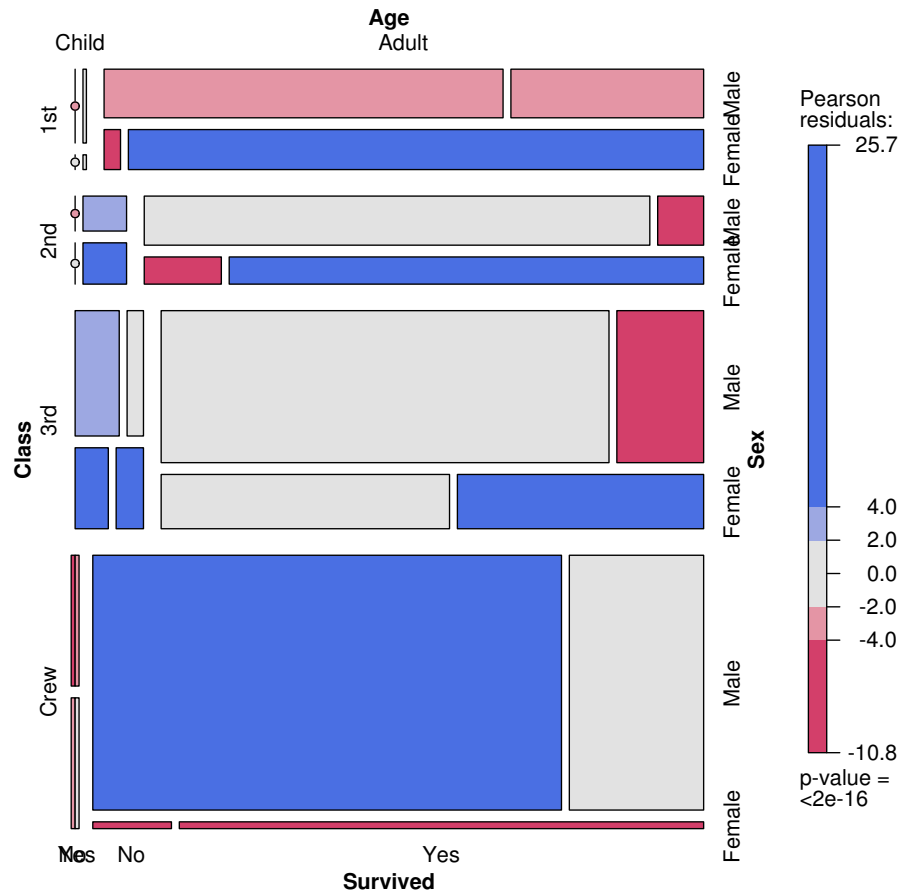 Age
Child
Adult
1st
2nd
3rd
Crew
Class
Male
Female
Male
Female
Male
Female
Male
Female
Sex
No
Yes
No
Yes
Survived
Pearson
residuals:
25.7
4.0
2.0
0.0
-2.0
-4.0
-10.8
p-value =
<2e-16